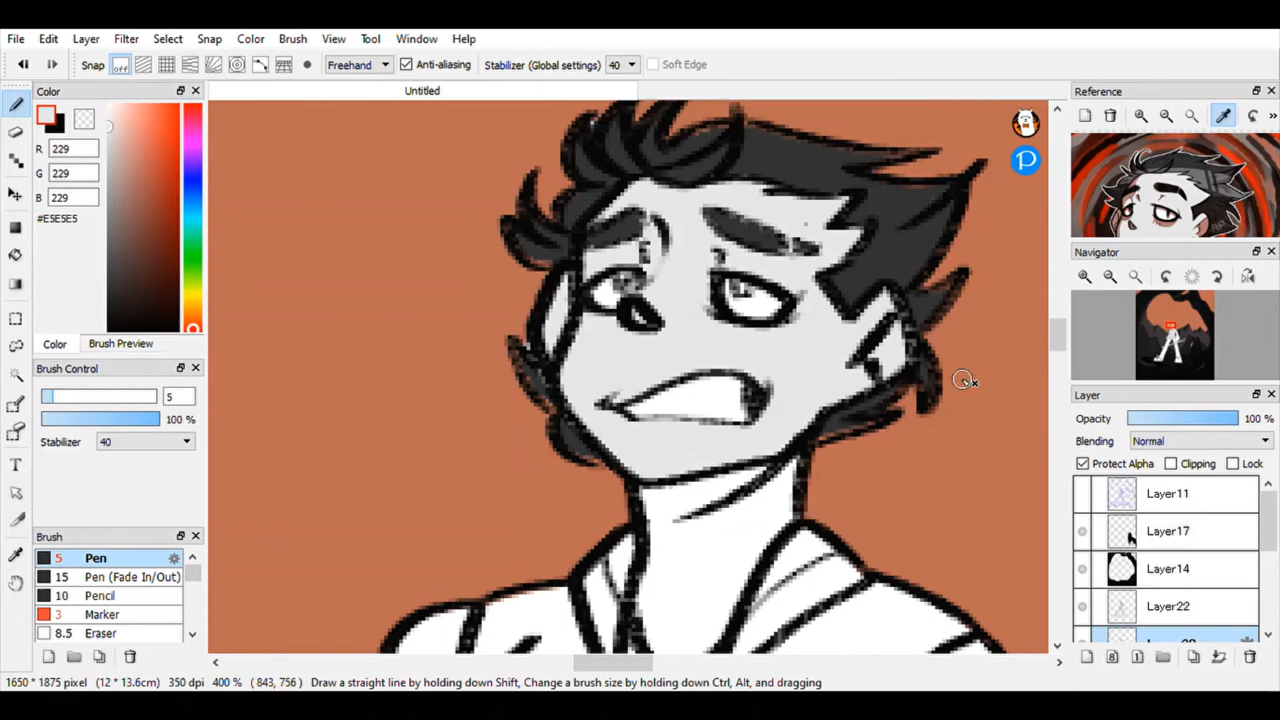 File Edit Layer Filter Select Snap Color Brush View Tool Window Help
Snap off Freehand Anti-aliasing Stabilizer (Global settings) 40 Soft Edge
Color
Untitled
Reference
R 229
G 229
B 229
#E5E5E5
Color Brush Preview
Brush Control
5
100 %
Stabilizer 40
Brush
5 Pen
15 Pen (Fade In/Out)
10 Pencil
3 Marker
8.5 Eraser
P
Navigator
Layer
Opacity 100 %
Blending Normal
Protect Alpha Clipping Lock
Layer11
Layer17
Layer14
Layer22
1650 * 1875 pixel (12 * 13.6cm) 350 dpi 400 % ( 843, 756 ) Draw a straight line by holding down Shift, Change a brush size by holding down Ctrl, Alt, and dragging